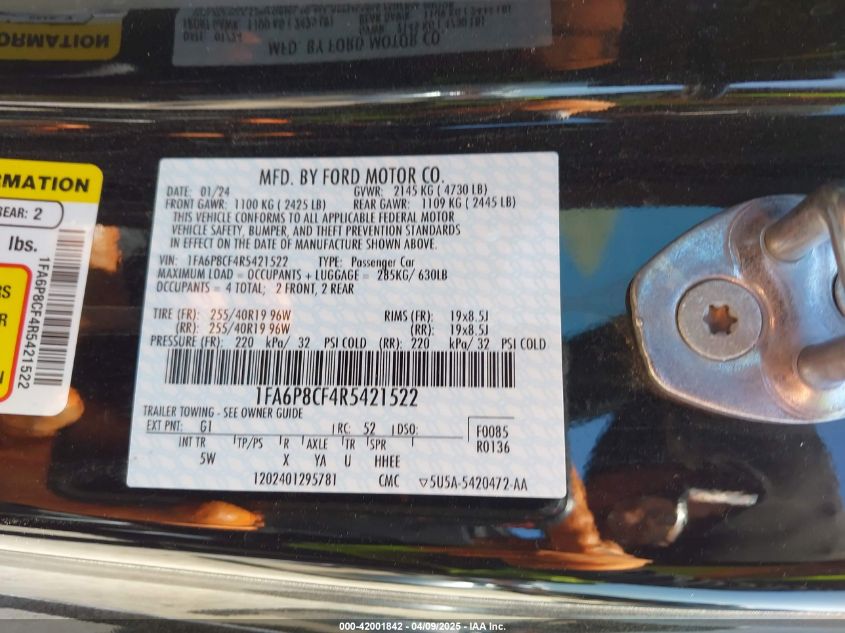 MFD. BY FORD MOTOR CO.
DATE: 01/24 GVWR: 2145 KG (4730 LB)
FRONT GAWR: 1100 KG (2425 LB) REAR GAWR: 1109 KG (2445 LB)
THIS VEHICLE CONFORMS TO ALL APPLICABLE FEDERAL MOTOR
VEHICLE SAFETY, BUMPER, AND THEFT PREVENTION STANDARDS
IN EFFECT ON THE DATE OF MANUFACTURE SHOWN ABOVE.
VIN: 1FA6P8CF4R5421522 TYPE: Passenger Car
MAXIMUM LOAD = OCCUPANTS + LUGGAGE = 285KG/ 630LB
OCCUPANTS = 4 TOTAL; 2 FRONT, 2 REAR
TIRE (FR): 255/40R19 96W RIMS (FR): 19x8.5J
(RR): 255/40R19 96W (RR): 19x8.5J
PRESSURE (FR): 220 kPa/ 32 PSI COLD (RR): 220 kPa/ 32 PSI COLD
1FA6P8CF4R5421522
TRAILER TOWING - SEE OWNER GUIDE
EXT PNT: G1 RC: 52 DSO: F0085
R0136
INT TR TP/PS R AXLE TR SPR
5W X YA U HHEE
1202401295781 CMC ▽5U5A-5420472-AA
RMATION
REAR: 2
lbs.
RS
R
N
1FA6P8CF4R5421522
000-42001842 / 04/09/2025 - IAA Inc.